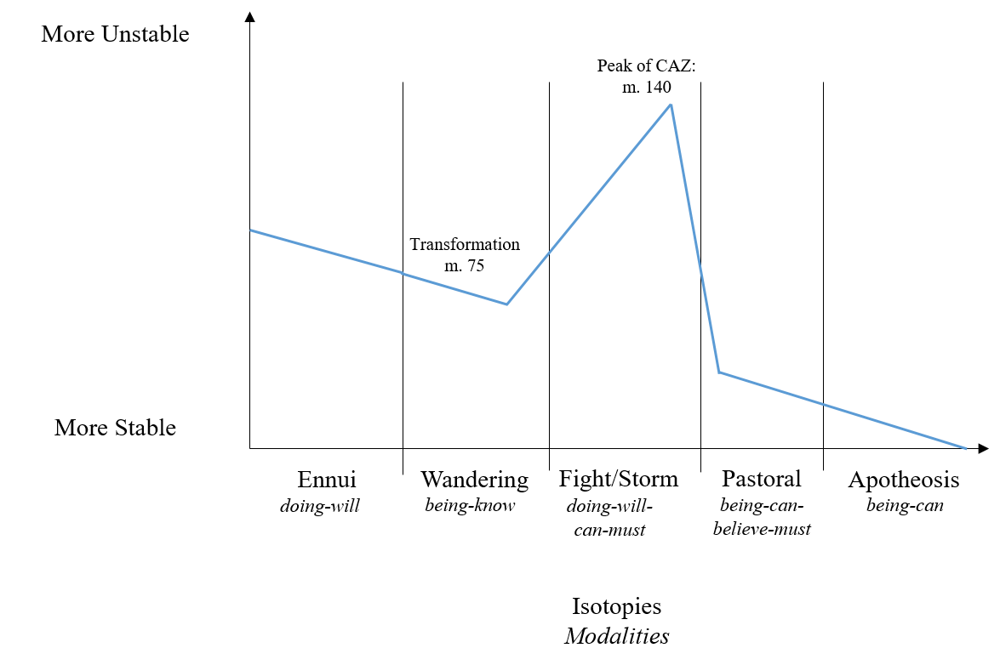 More Unstable
Peak of CAZ:
m. 140
Transformation
m. 75
More Stable
Ennui
doing-will
Wandering
being-know
Fight/Storm
doing-will-
can-must
Pastoral
being-can-
believe-must
Apotheosis
being-can
Isotopies
Modalities